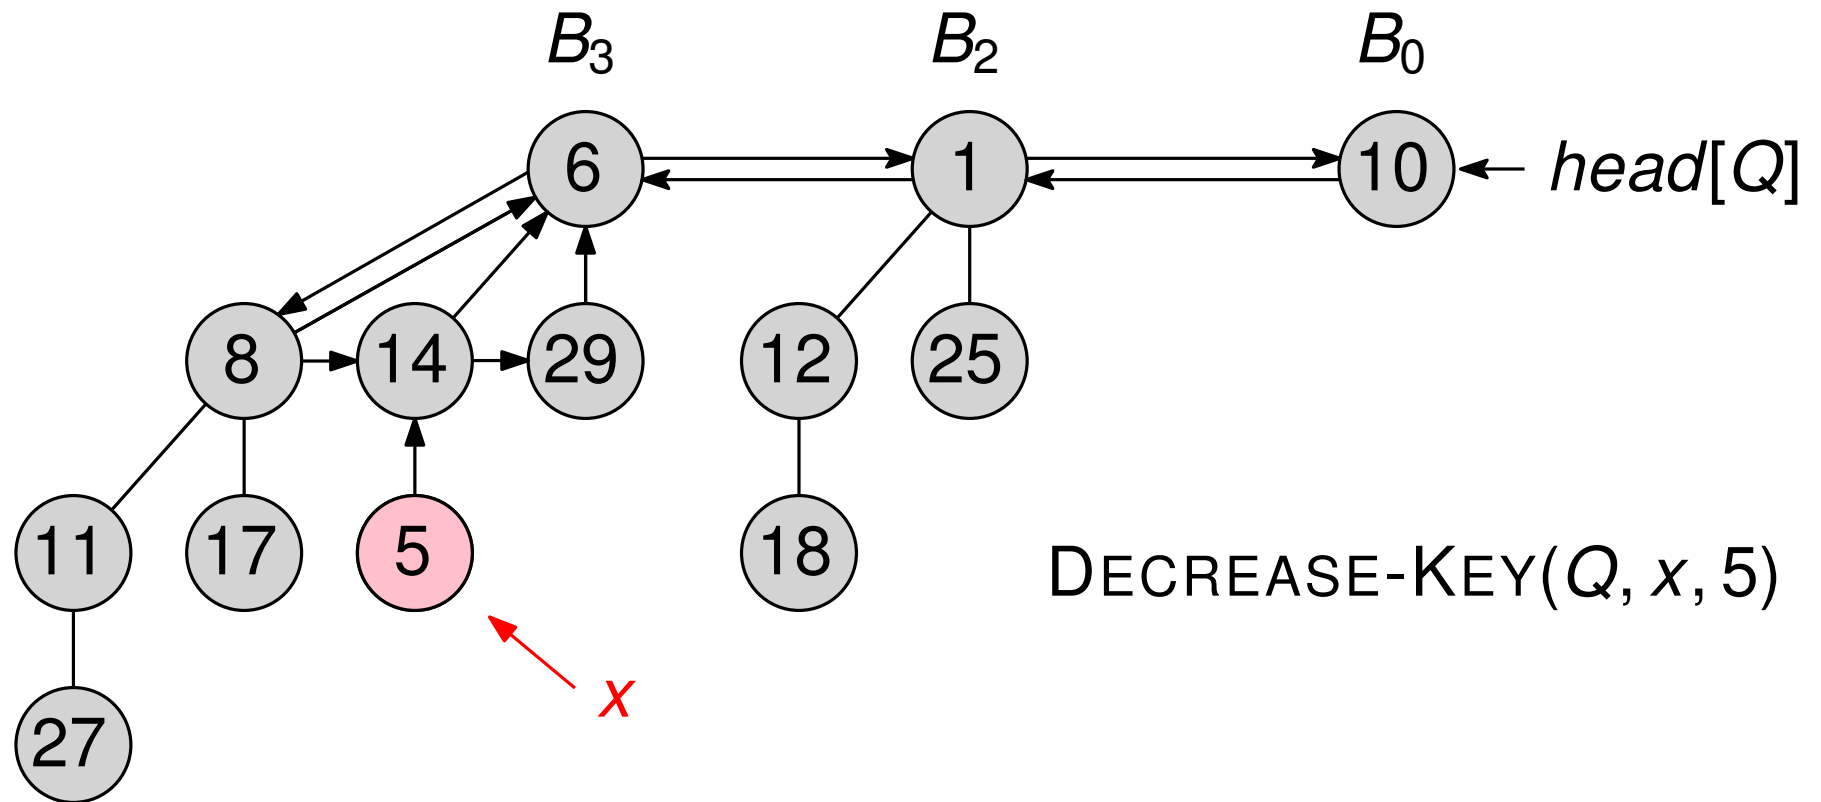 B₃ B₂ B₀
6 1 10 head[Q]
8 14 29 12 25
11 17 5 18
DECREASE-KEY(Q, x, 5)
x
27